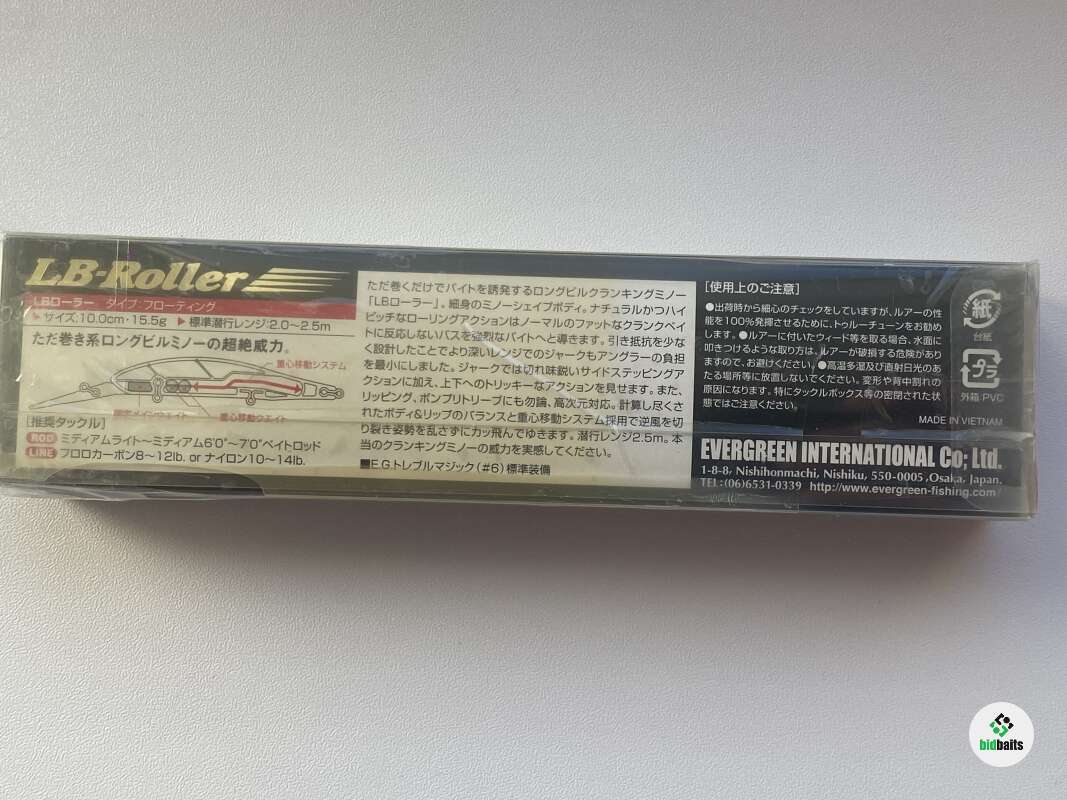 LB-Roller
LBローラー タイプ:フローティング
▶サイズ:10.0cm・15.5g ▶標準潜行レンジ:2.0~2.5m
ただ巻き系ロングビルミノーの超絶威力。
重心移動システム
固定メインウエイト 重心移動ウエイト
[推奨タックル]
ROD ミディアムライト~ミディアム6'0"~7'0"ベイトロッド
LINE フロロカーボン8~12lb. or ナイロン10~14lb.
ただ巻くだけでバイトを誘発するロングビルクランキングミノー
「LBローラー」。細身のミノーシェイプボディ。ナチュラルかつハイ
ピッチなローリングアクションはノーマルのファットなクランクベイ
トに反応しないバスを強烈なバイトへと導きます。引き抵抗を少な
く設計したことでより深いレンジでのジャークもアングラーの負担
を最小にしました。ジャークでは切れ味鋭いサイドステッピングア
クションに加え、上下へのトリッキーなアクションを見せます。また、
リッピング、ポンプリトリーブにも勿論、高次元対応。計算し尽くさ
れたボディ&リップのバランスと重心移動システム採用で逆風を切
り裂き姿勢を乱さずにカッ飛んでゆきます。潜行レンジ2.5m。本
当のクランキングミノーの威力を実感してください。
■E.G.トレブルマジック(#6)標準装備
[使用上のご注意]
●出荷時から細心のチェックをしていますが、ルアーの性
能を100%発揮させるために、トゥルーチューンをお勧め
します。●ルアーに付いたウィード等を取る場合、水面に
叩きつけるような取り方は、ルアーが破損する危険があり
ますので、お避けください。●高温多湿及び直射日光のあ
たる場所等に放置しないでください。変形や背中割れの
原因になります。特にタックルボックス等の密閉された状
態ではご注意ください。
紙
台紙
プラ
外箱 PVC
MADE IN VIETNAM
EVERGREEN INTERNATIONAL Co; Ltd.
1-8-8, Nishihonmachi, Nishiku, 550-0005, Osaka, Japan.
TEL:(06)6531-0339 http://www.evergreen-fishing.com/
bidbaits